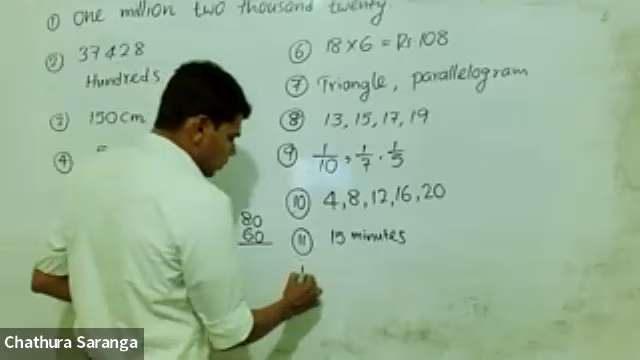 ① one million two thousand twenty
② 37428
Hundreds
③ 150cm
④
80
60
⑥ 18×6 = Rs.108
⑦ Triangle, parallelogram
⑧ 13, 15, 17, 19
⑨ 1/10, 1/7, 1/5
⑩ 4, 8, 12, 16, 20
⑪ 15 minutes
Chathura Saranga